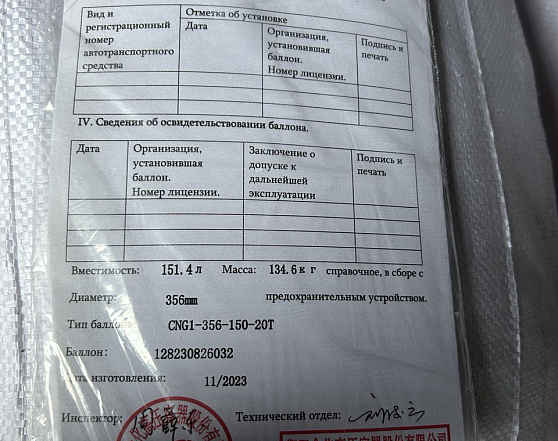 Вид и регистрационный номер автотранспортного средства
Отметка об установке
Дата
Организация, установившая баллон. Номер лицензии.
Подпись и печать
IV. Сведения об освидетельствовании баллона.
Дата
Организация, установившая баллон. Номер лицензии.
Заключение о допуске к дальнейшей эксплуатации
Подпись и печать
Вместимость: 151.4 л Масса: 134.6 к г справочное, в сборе с
Диаметр: 356mm предохранительным устройством.
Тип баллона: CNG1-356-150-20T
Баллон: 128230826032
Дата изготовления: 11/2023
Инспектор: Технический отдел: